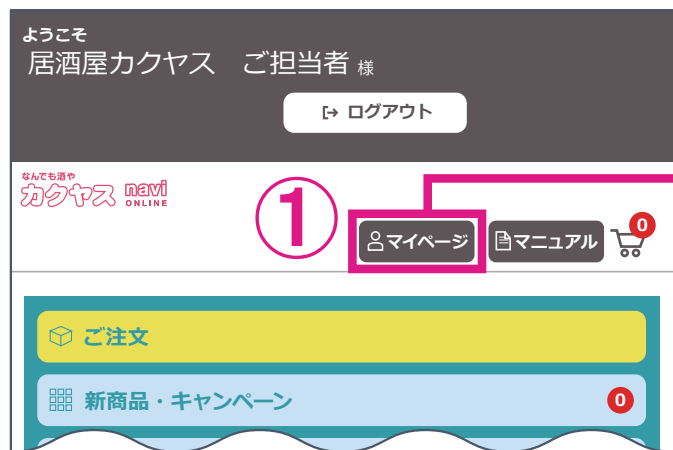 ようこそ
居酒屋カクヤス　ご担当者 様
ログアウト
なんでも酒や
カクヤス navi ONLINE
①
マイページ
マニュアル
0
ご注文
新商品・キャンペーン
0